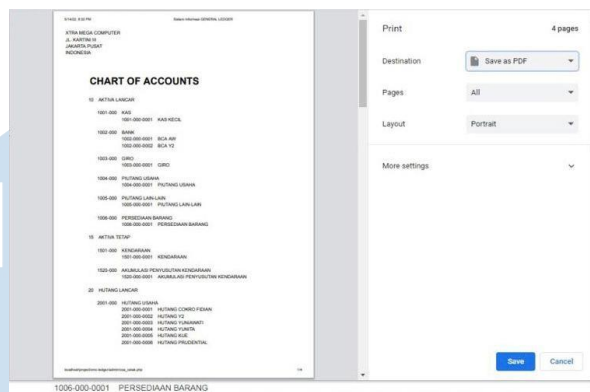 XTRA MEGA COMPUTER
JL. KARTINI III
JAKARTA PUSAT
INDONESIA
CHART OF ACCOUNTS
10 AKTIVA LANCAR
1001-000 KAS
1001-000-0001 KAS KECIL
1002-000 BANK
1002-000-0001 BCA AIR
1002-000-0002 BCA Y2
1003-000 GIRO
1003-000-0001 GIRO
1004-000 PIUTANG USAHA
1004-000-0001 PIUTANG USAHA
1005-000 PIUTANG LAIN-LAIN
1005-000-0001 PIUTANG LAIN-LAIN
1006-000 PERSEDIAAN BARANG
1006-000-0001 PERSEDIAAN BARANG
15 AKTIVA TETAP
1501-000 KENDARAAN
1501-000-0001 KENDARAAN
1520-000 AKUMULASI PENYUSUTAN KENDARAAN
1520-000-0001 AKUMULASI PENYUSUTAN KENDARAAN
20 HUTANG LANCAR
2001-000 HUTANG USAHA
2001-000-0001 HUTANG COKRO FIDIAN
2001-000-0002 HUTANG Y2
2001-000-0003 HUTANG YUNIAWATI
2001-000-0004 HUTANG YUNITA
2001-000-0005 HUTANG KUE
2001-000-0006 HUTANG PRUDENTIAL
1/4
Print 4 pages
Destination Save as PDF
Pages All
Layout Portrait
More settings
Save Cancel
1006-000-0001 PERSEDIAAN BARANG